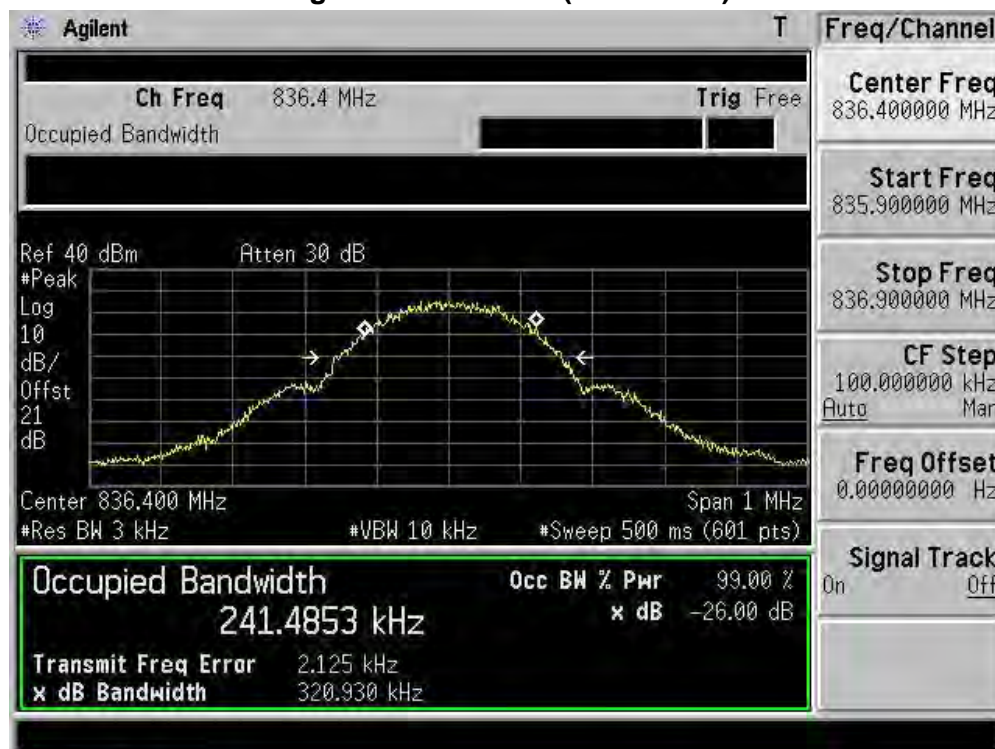 Agilent T Freq/Channel
Ch Freq 836.4 MHz Trig Free
Occupied Bandwidth
Center Freq
836.400000 MHz
Start Freq
835.900000 MHz
Stop Freq
836.900000 MHz
CF Step
100.000000 kHz
Auto Man
Freq Offset
0.00000000 Hz
Signal Track
On Off
Ref 40 dBm Atten 30 dB
#Peak
Log
10
dB/
Offst
21
dB
Center 836.400 MHz Span 1 MHz
#Res BW 3 kHz #VBW 10 kHz #Sweep 500 ms (601 pts)
Occupied Bandwidth Occ BW % Pwr 99.00 %
241.4853 kHz x dB -26.00 dB
Transmit Freq Error 2.125 kHz
x dB Bandwidth 320.930 kHz